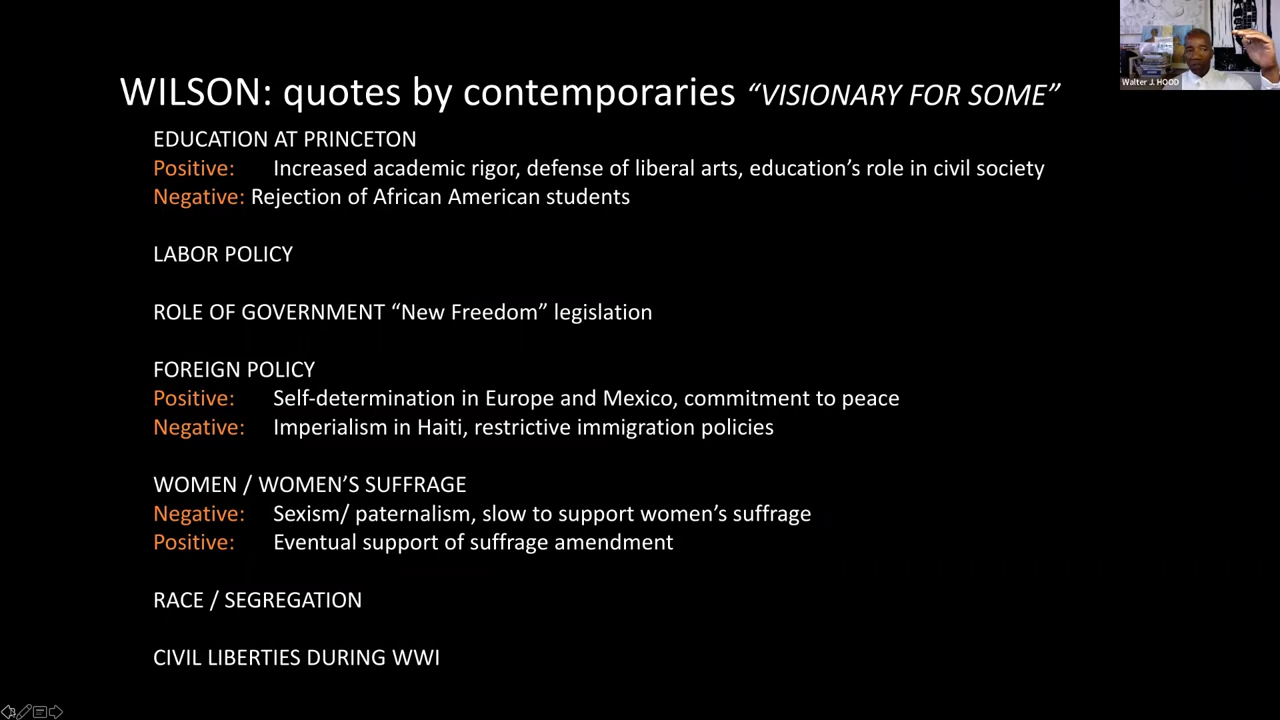 WILSON: quotes by contemporaries “VISIONARY FOR SOME”
EDUCATION AT PRINCETON
Positive: Increased academic rigor, defense of liberal arts, education’s role in civil society
Negative: Rejection of African American students
LABOR POLICY
ROLE OF GOVERNMENT “New Freedom” legislation
FOREIGN POLICY
Positive: Self-determination in Europe and Mexico, commitment to peace
Negative: Imperialism in Haiti, restrictive immigration policies
WOMEN / WOMEN’S SUFFRAGE
Negative: Sexism/ paternalism, slow to support women’s suffrage
Positive: Eventual support of suffrage amendment
RACE / SEGREGATION
CIVIL LIBERTIES DURING WWI
Walter J. HOOD